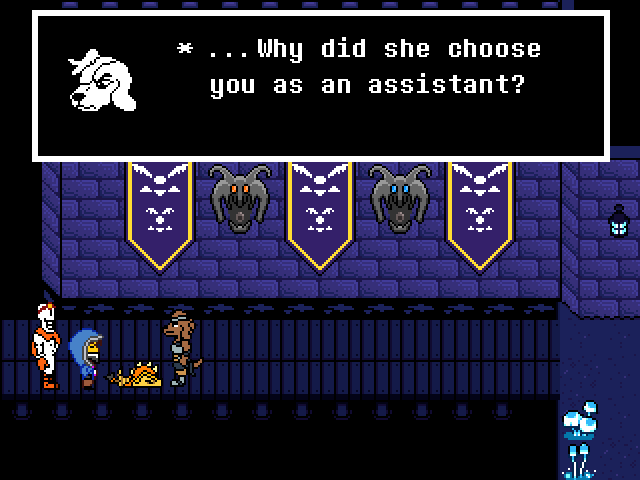 * ...Why did she choose
you as an assistant?